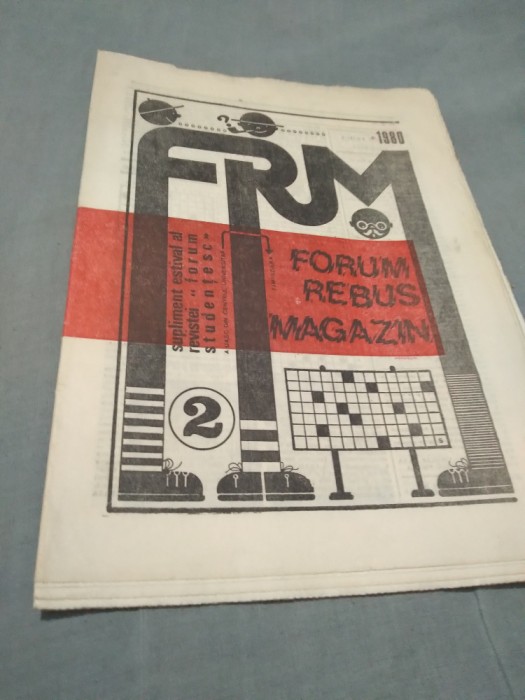 1980
FRM
supliment estival al
revistei «forum
studențesc»
FORUM
REBUS
MAGAZIN
2